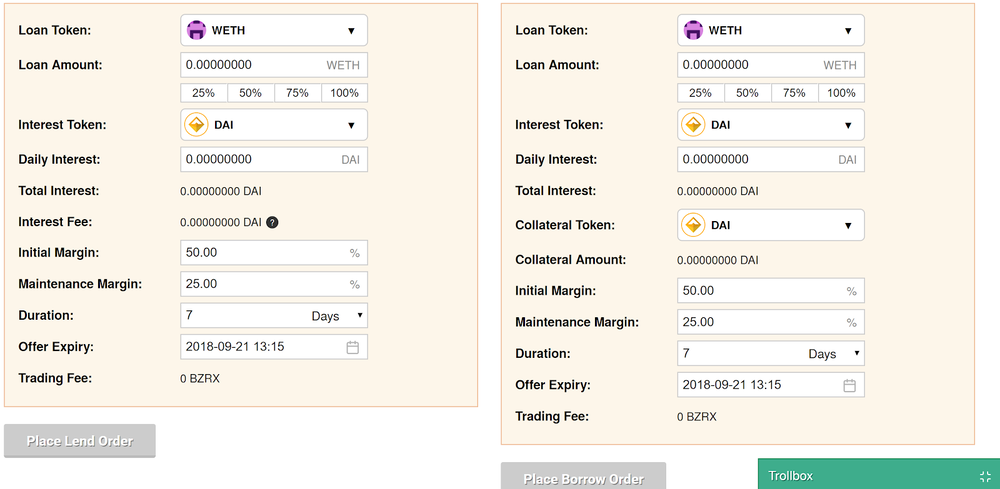 Loan Token: WETH ▼
Loan Amount: 0.00000000 WETH
25% 50% 75% 100%
Interest Token: DAI ▼
Daily Interest: 0.00000000 DAI
Total Interest: 0.00000000 DAI
Interest Fee: 0.00000000 DAI ?
Initial Margin: 50.00 %
Maintenance Margin: 25.00 %
Duration: 7 Days ▼
Offer Expiry: 2018-09-21 13:15
Trading Fee: 0 BZRX
Place Lend Order
Loan Token: WETH ▼
Loan Amount: 0.00000000 WETH
25% 50% 75% 100%
Interest Token: DAI ▼
Daily Interest: 0.00000000 DAI
Total Interest: 0.00000000 DAI
Collateral Token: DAI ▼
Collateral Amount: 0.00000000 DAI
Initial Margin: 50.00 %
Maintenance Margin: 25.00 %
Duration: 7 Days ▼
Offer Expiry: 2018-09-21 13:15
Trading Fee: 0 BZRX
Place Borrow Order
Trollbox